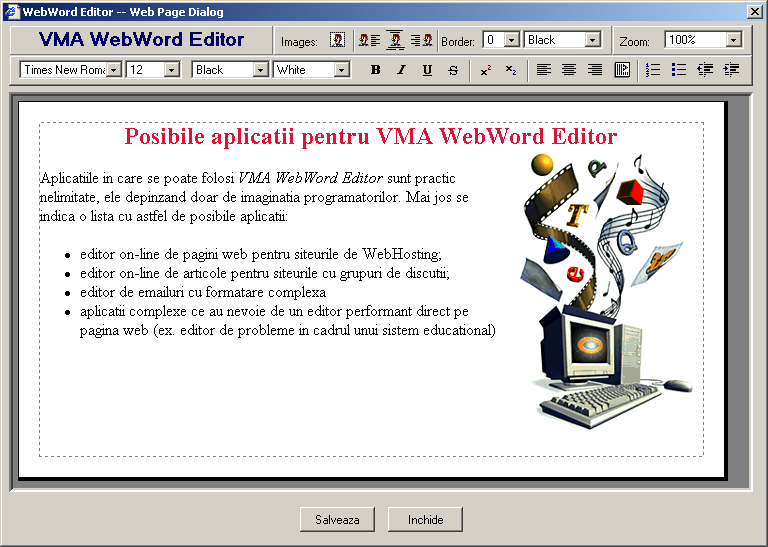 WebWord Editor -- Web Page Dialog
VMA WebWord Editor Images: Border: 0 Black Zoom: 100%
Times New Roma 12 Black White B I U S x² x₂
Posibile aplicatii pentru VMA WebWord Editor
Aplicatiile in care se poate folosi VMA WebWord Editor sunt practic
nelimitate, ele depinzand doar de imaginatia programatorilor. Mai jos se
indica o lista cu astfel de posibile aplicatii:
• editor on-line de pagini web pentru siteurile de WebHosting;
• editor on-line de articole pentru siteurile cu grupuri de discutii;
• editor de emailuri cu formatare complexa
• aplicatii complexe ce au nevoie de un editor performant direct pe
pagina web (ex. editor de probleme in cadrul unui sistem educational)
Salveaza Inchide